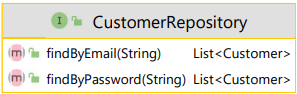 I CustomerRepository
m findByEmail(String) List<Customer>
m findByPassword(String) List<Customer>